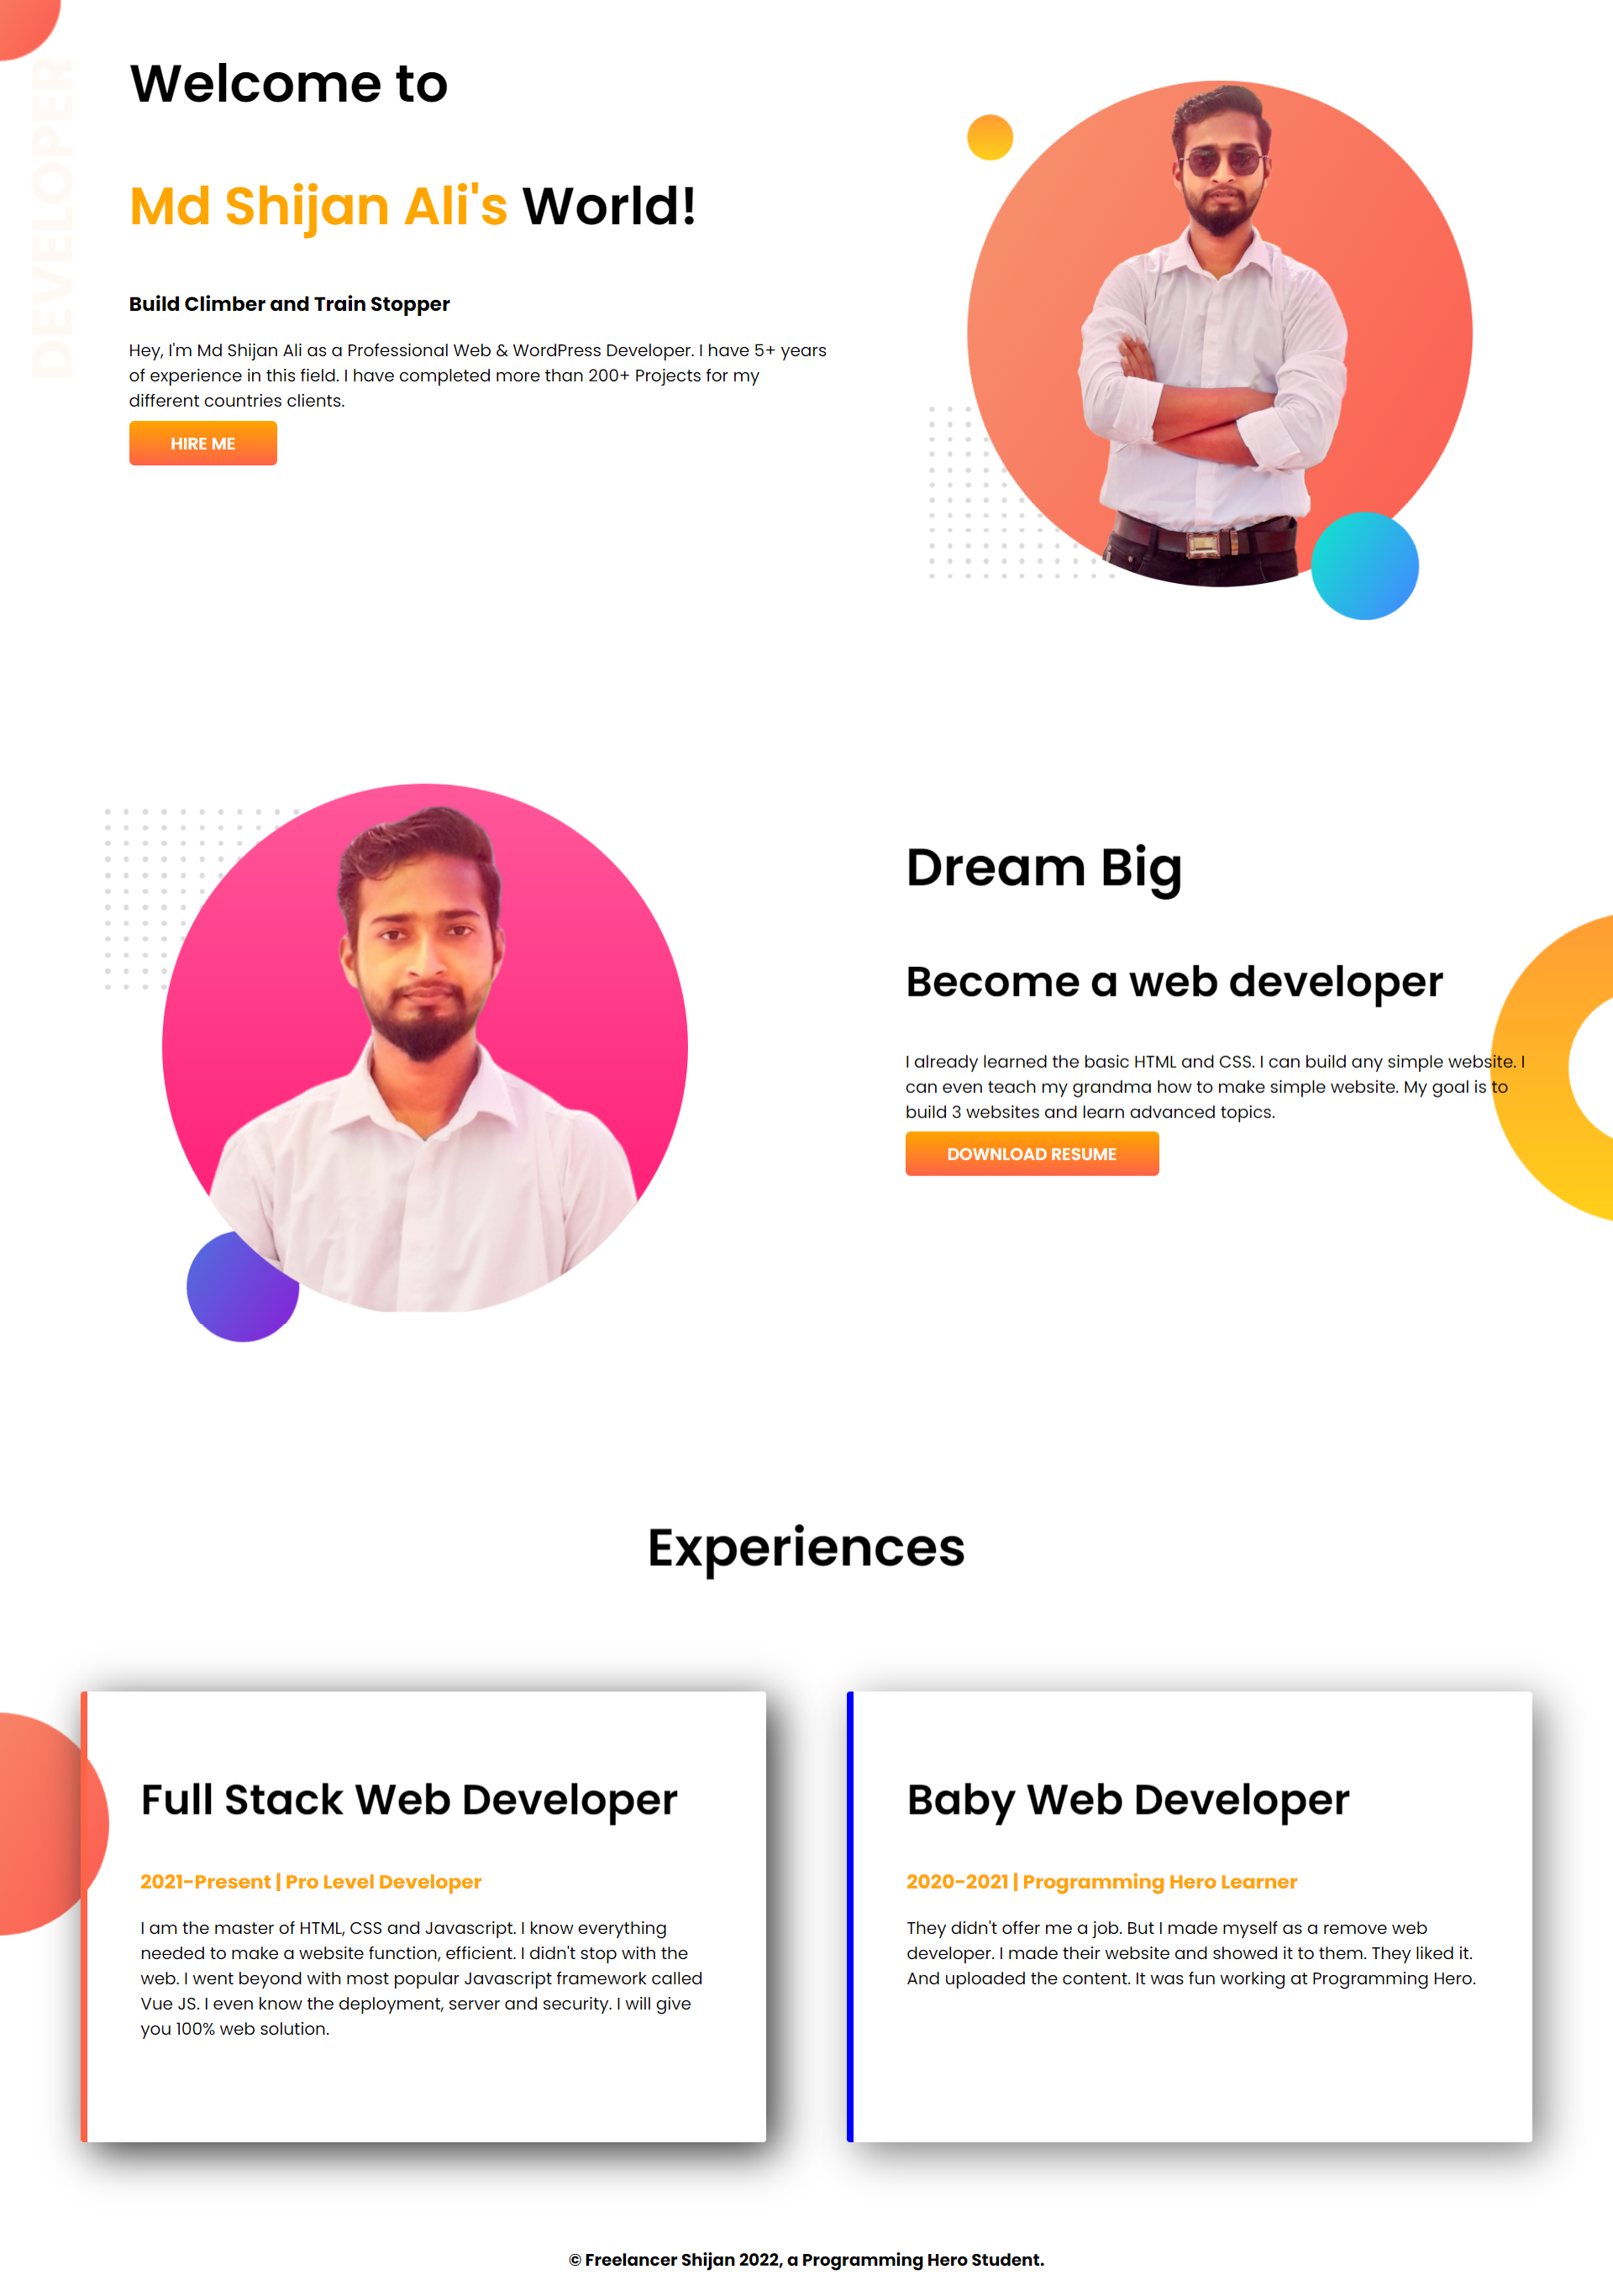 DEVELOPER
Welcome to
Md Shijan Ali's World!
Build Climber and Train Stopper
Hey, I'm Md Shijan Ali as a Professional Web & WordPress Developer. I have 5+ years
of experience in this field. I have completed more than 200+ Projects for my
different countries clients.
HIRE ME
Dream Big
Become a web developer
I already learned the basic HTML and CSS. I can build any simple website. I
can even teach my grandma how to make simple website. My goal is to
build 3 websites and learn advanced topics.
DOWNLOAD RESUME
Experiences
Full Stack Web Developer
2021-Present | Pro Level Developer
I am the master of HTML, CSS and Javascript. I know everything
needed to make a website function, efficient. I didn't stop with the
web. I went beyond with most popular Javascript framework called
Vue JS. I even know the deployment, server and security. I will give
you 100% web solution.
Baby Web Developer
2020-2021 | Programming Hero Learner
They didn't offer me a job. But I made myself as a remove web
developer. I made their website and showed it to them. They liked it.
And uploaded the content. It was fun working at Programming Hero.
© Freelancer Shijan 2022, a Programming Hero Student.